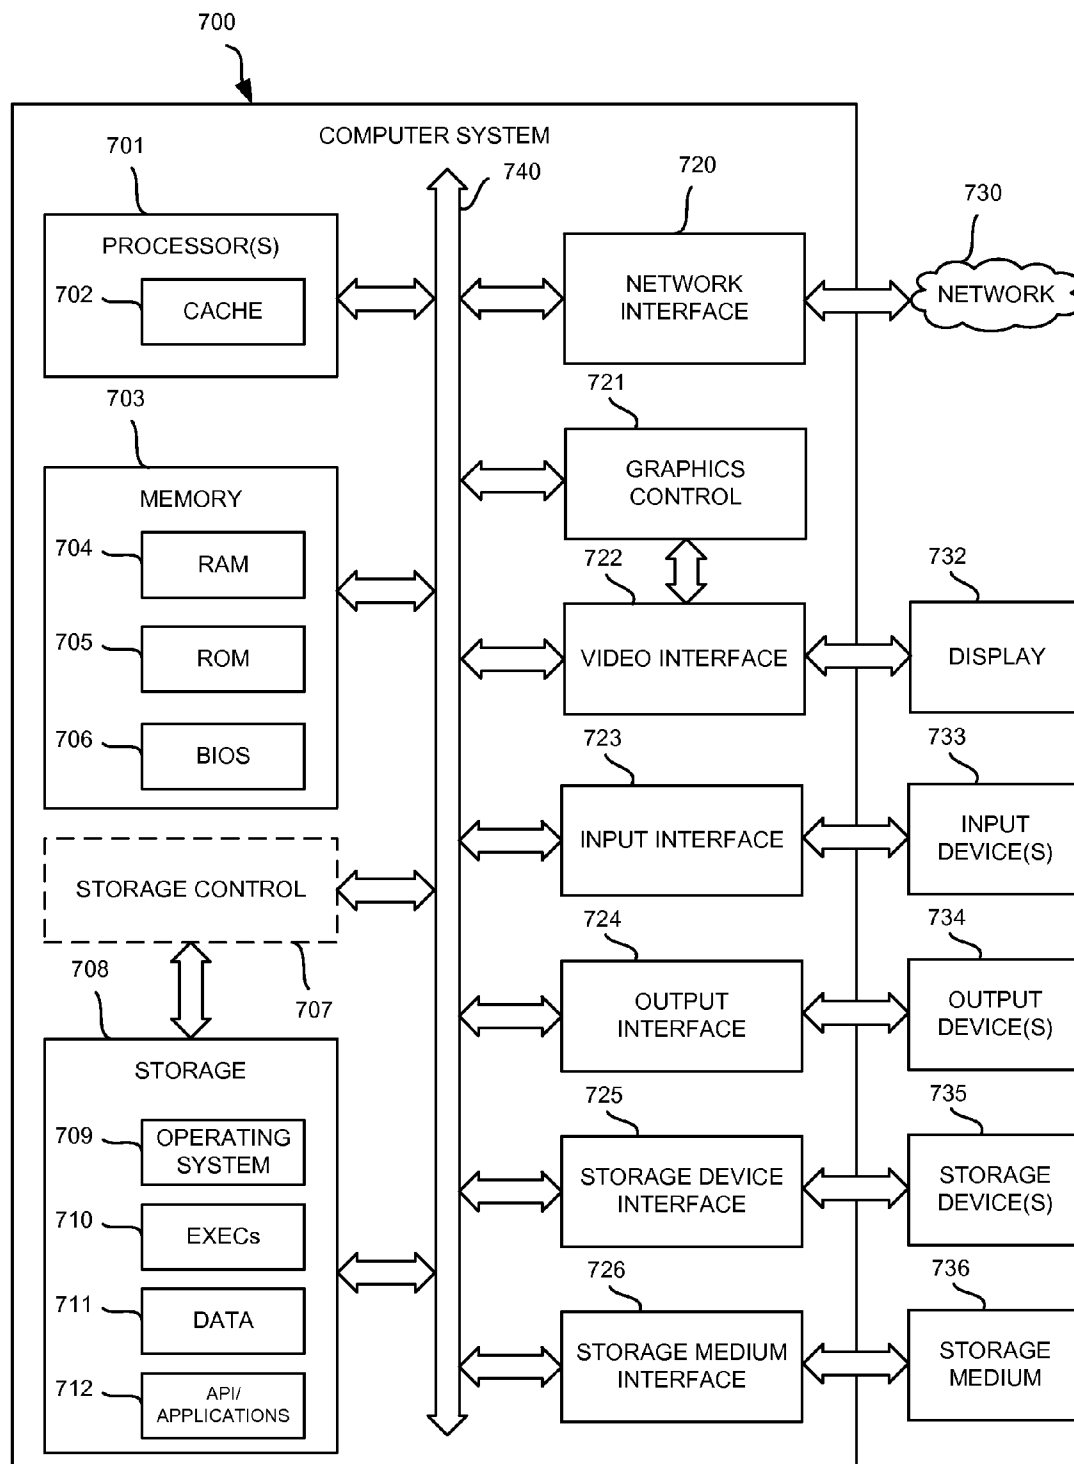 700
COMPUTER SYSTEM
701
740
720
730
PROCESSOR(S)
702
CACHE
NETWORK
INTERFACE
NETWORK
703
721
MEMORY
GRAPHICS
CONTROL
704
RAM
722
732
705
ROM
VIDEO INTERFACE
DISPLAY
706
BIOS
723
733
INPUT INTERFACE
INPUT
DEVICE(S)
STORAGE CONTROL
707
724
734
OUTPUT
INTERFACE
OUTPUT
DEVICE(S)
708
STORAGE
725
735
709
OPERATING
SYSTEM
STORAGE DEVICE
INTERFACE
STORAGE
DEVICE(S)
710
EXECs
726
736
711
DATA
STORAGE MEDIUM
INTERFACE
STORAGE
MEDIUM
712
API/
APPLICATIONS